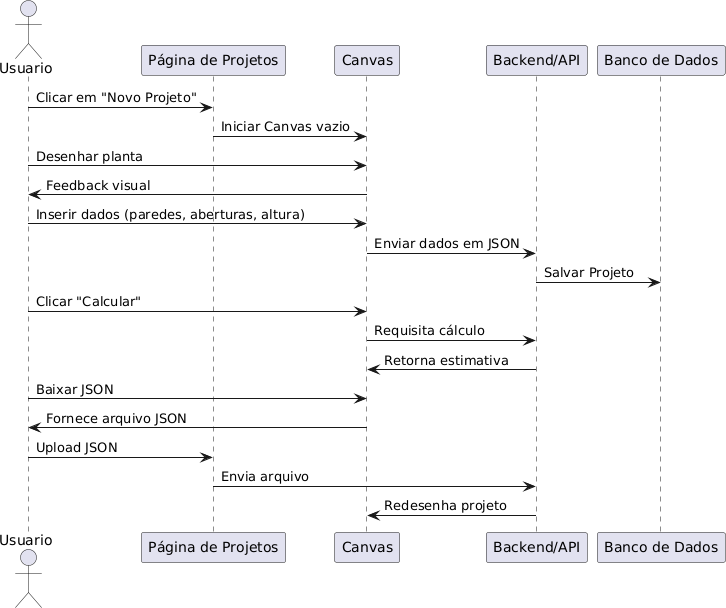 Usuario
Página de Projetos
Canvas
Backend/API
Banco de Dados
Clicar em "Novo Projeto"
Iniciar Canvas vazio
Desenhar planta
Feedback visual
Inserir dados (paredes, aberturas, altura)
Enviar dados em JSON
Salvar Projeto
Clicar "Calcular"
Requisita cálculo
Retorna estimativa
Baixar JSON
Fornece arquivo JSON
Upload JSON
Envia arquivo
Redesenha projeto
Usuario
Página de Projetos
Canvas
Backend/API
Banco de Dados